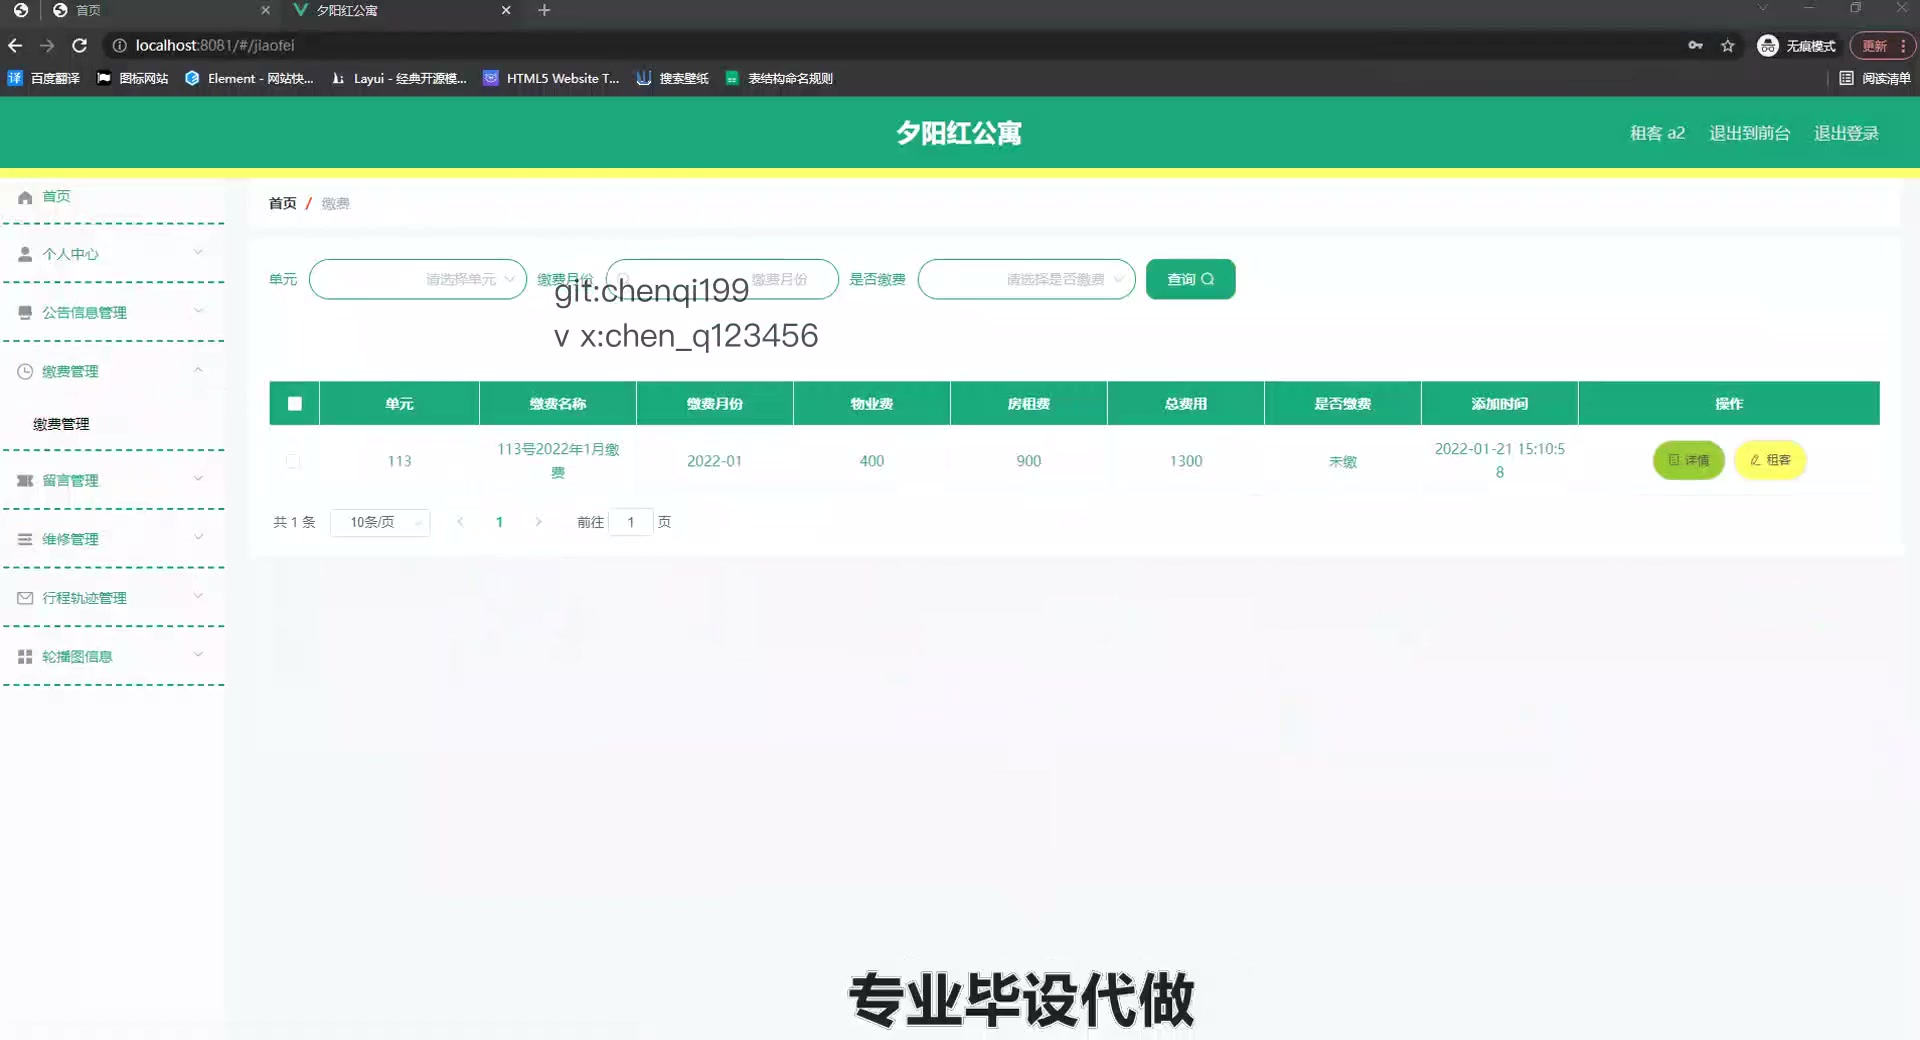 首页
夕阳红公寓
localhost:8081/#/jiaofei
无痕模式
更新
百度翻译
图标网站
Element - 网站快...
Layui - 经典开源模...
HTML5 Website T...
搜索壁纸
表结构命名规则
阅读清单
夕阳红公寓
租客 a2
退出到前台
退出登录
首页
个人中心
公告信息管理
缴费管理
缴费管理
留言管理
维修管理
行程轨迹管理
轮播图信息
首页 / 缴费
单元 请选择单元 缴费月份 缴费月份 是否缴费 请选择是否缴费 查询
git:chenqi199
v x:chen_q123456
单元 缴费名称 缴费月份 物业费 房租费 总费用 是否缴费 添加时间 操作
113 113号2022年1月缴费 2022-01 400 900 1300 未缴 2022-01-21 15:10:58 详情 租客
共 1 条 10条/页 1 前往 1 页
专业毕设代做